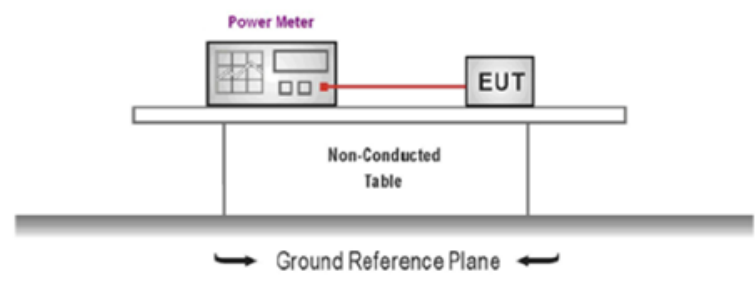 Power Meter
EUT
Non-Conducted
Table
Ground Reference Plane